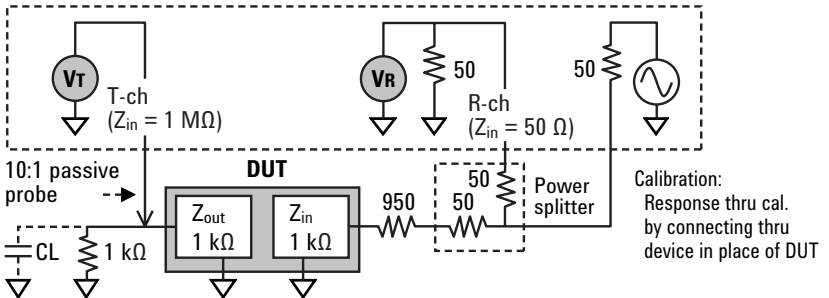 VT
T-ch
(Zin = 1 MΩ)
VR
50
R-ch
(Zin = 50 Ω)
50
10:1 passive
probe
DUT
Zout
1 kΩ
Zin
1 kΩ
950
50
50
Power
splitter
CL
1 kΩ
Calibration:
Response thru cal.
by connecting thru
device in place of DUT